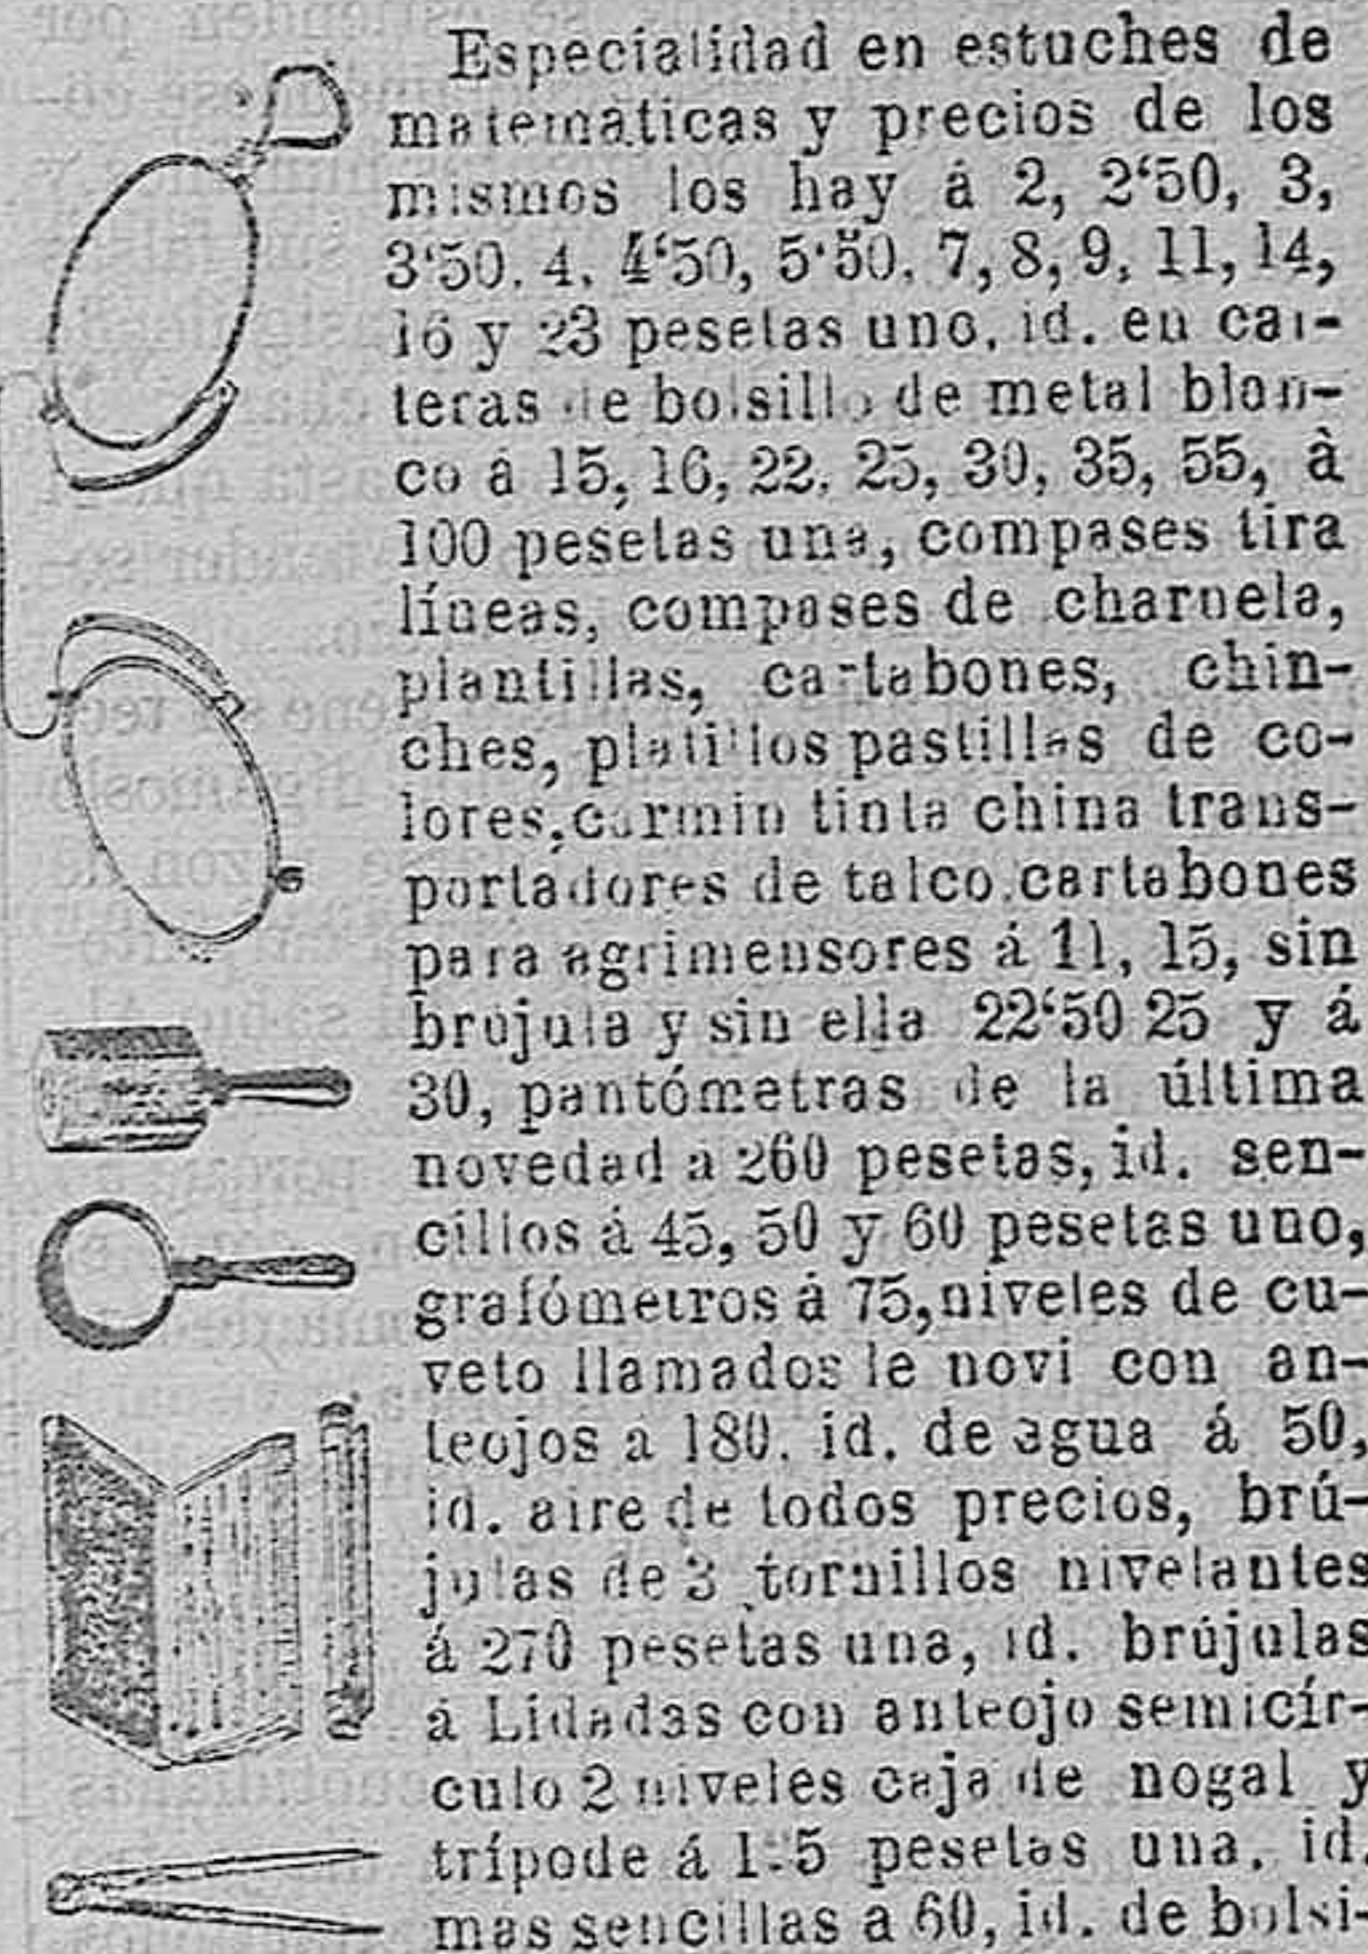 Especialidad en estuches de
matemáticas y precios de los
mismos los hay á 2, 2'50, 3,
3'50. 4. 4'50, 5'50. 7, 8, 9, 11, 14,
16 y 23 pesetas uno, id. en car-
teras de bolsillo de metal blan-
co á 15, 16, 22. 25, 30, 35, 55, à
100 pesetas una, compases tira
líneas, compases de charnela,
plantillas, cartabones, chin-
ches, platillos pastillas de co-
lores, carmin tinta china trans-
portadores de talco cartabones
para agrimensores á 11, 15, sin
brújula y sin ella 22'50 25 y á
30, pantómetras de la última
novedad a 260 pesetas, id. sen-
cillos á 45, 50 y 60 pesetas uno,
grafómetros á 75, niveles de cu-
veto llamados le novi con an-
teojos a 180. id. de agua á 50,
id. aire de todos precios, brú-
julas de 3 tornillos nivelantes
á 270 pesetas una, id. brújulas
a Lidadas con anteojo semicír-
culo 2 niveles caja de nogal y
trípode á pesetas una, id.
mas sencillas a 60, id. de bolsi-